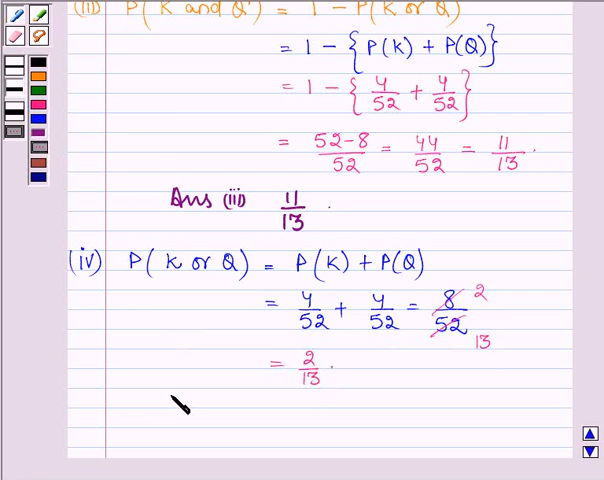 (iii) P( K and Q') = 1 − P( K or Q)
= 1 − { P(K) + P(Q) }
= 1 − { 4/52 + 4/52 }
= 52−8/52 = 44/52 = 11/13 .
Ans (iii) 11/13 .
(iv) P( K or Q) = P(K) + P(Q)
= 4/52 + 4/52 = 8/52 2 13
= 2/13 .